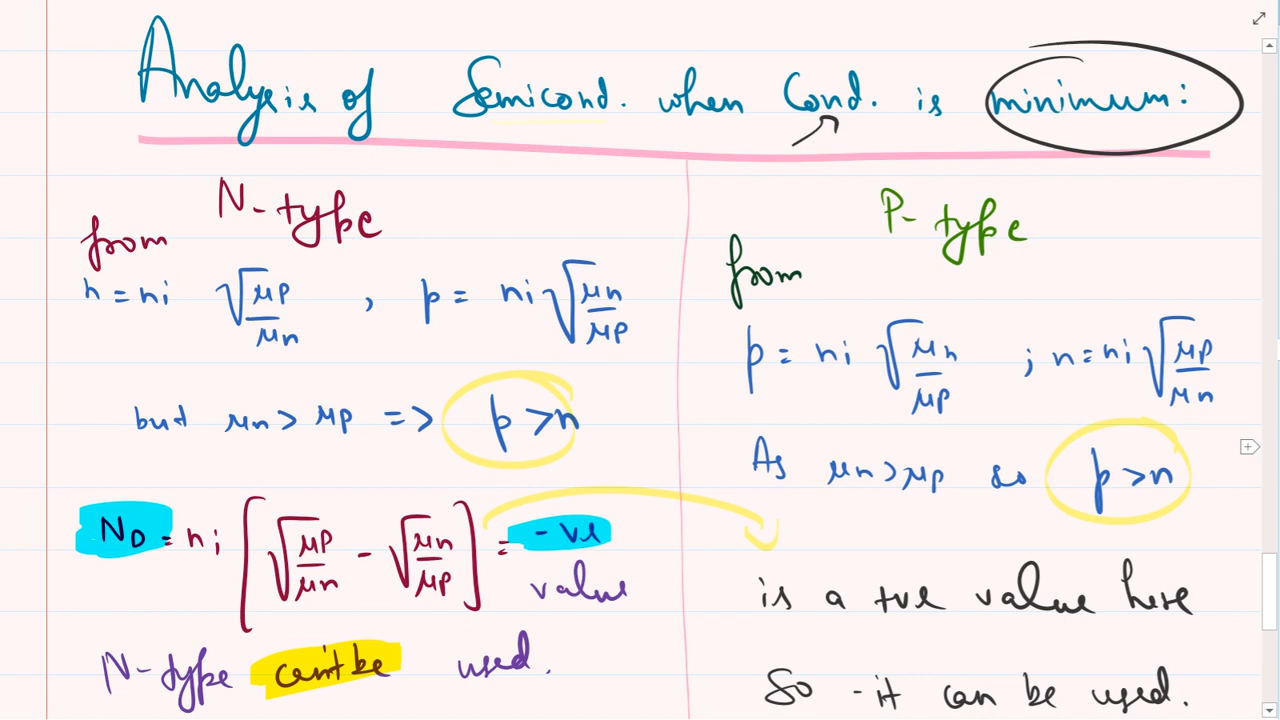 Analysis of Semicond. when Cond. is minimum:
N-type
from
n = ni √(μp/μn) , p = ni √(μn/μp)
but μn > μp => p > n
ND = ni [√(μp/μn) - √(μn/μp)] = -ve value
N-type can't be used.
P-type
from
p = ni √(μn/μp) ; n = ni √(μp/μn)
As μn > μp so p > n
is a +ve value here
So -it can be used.